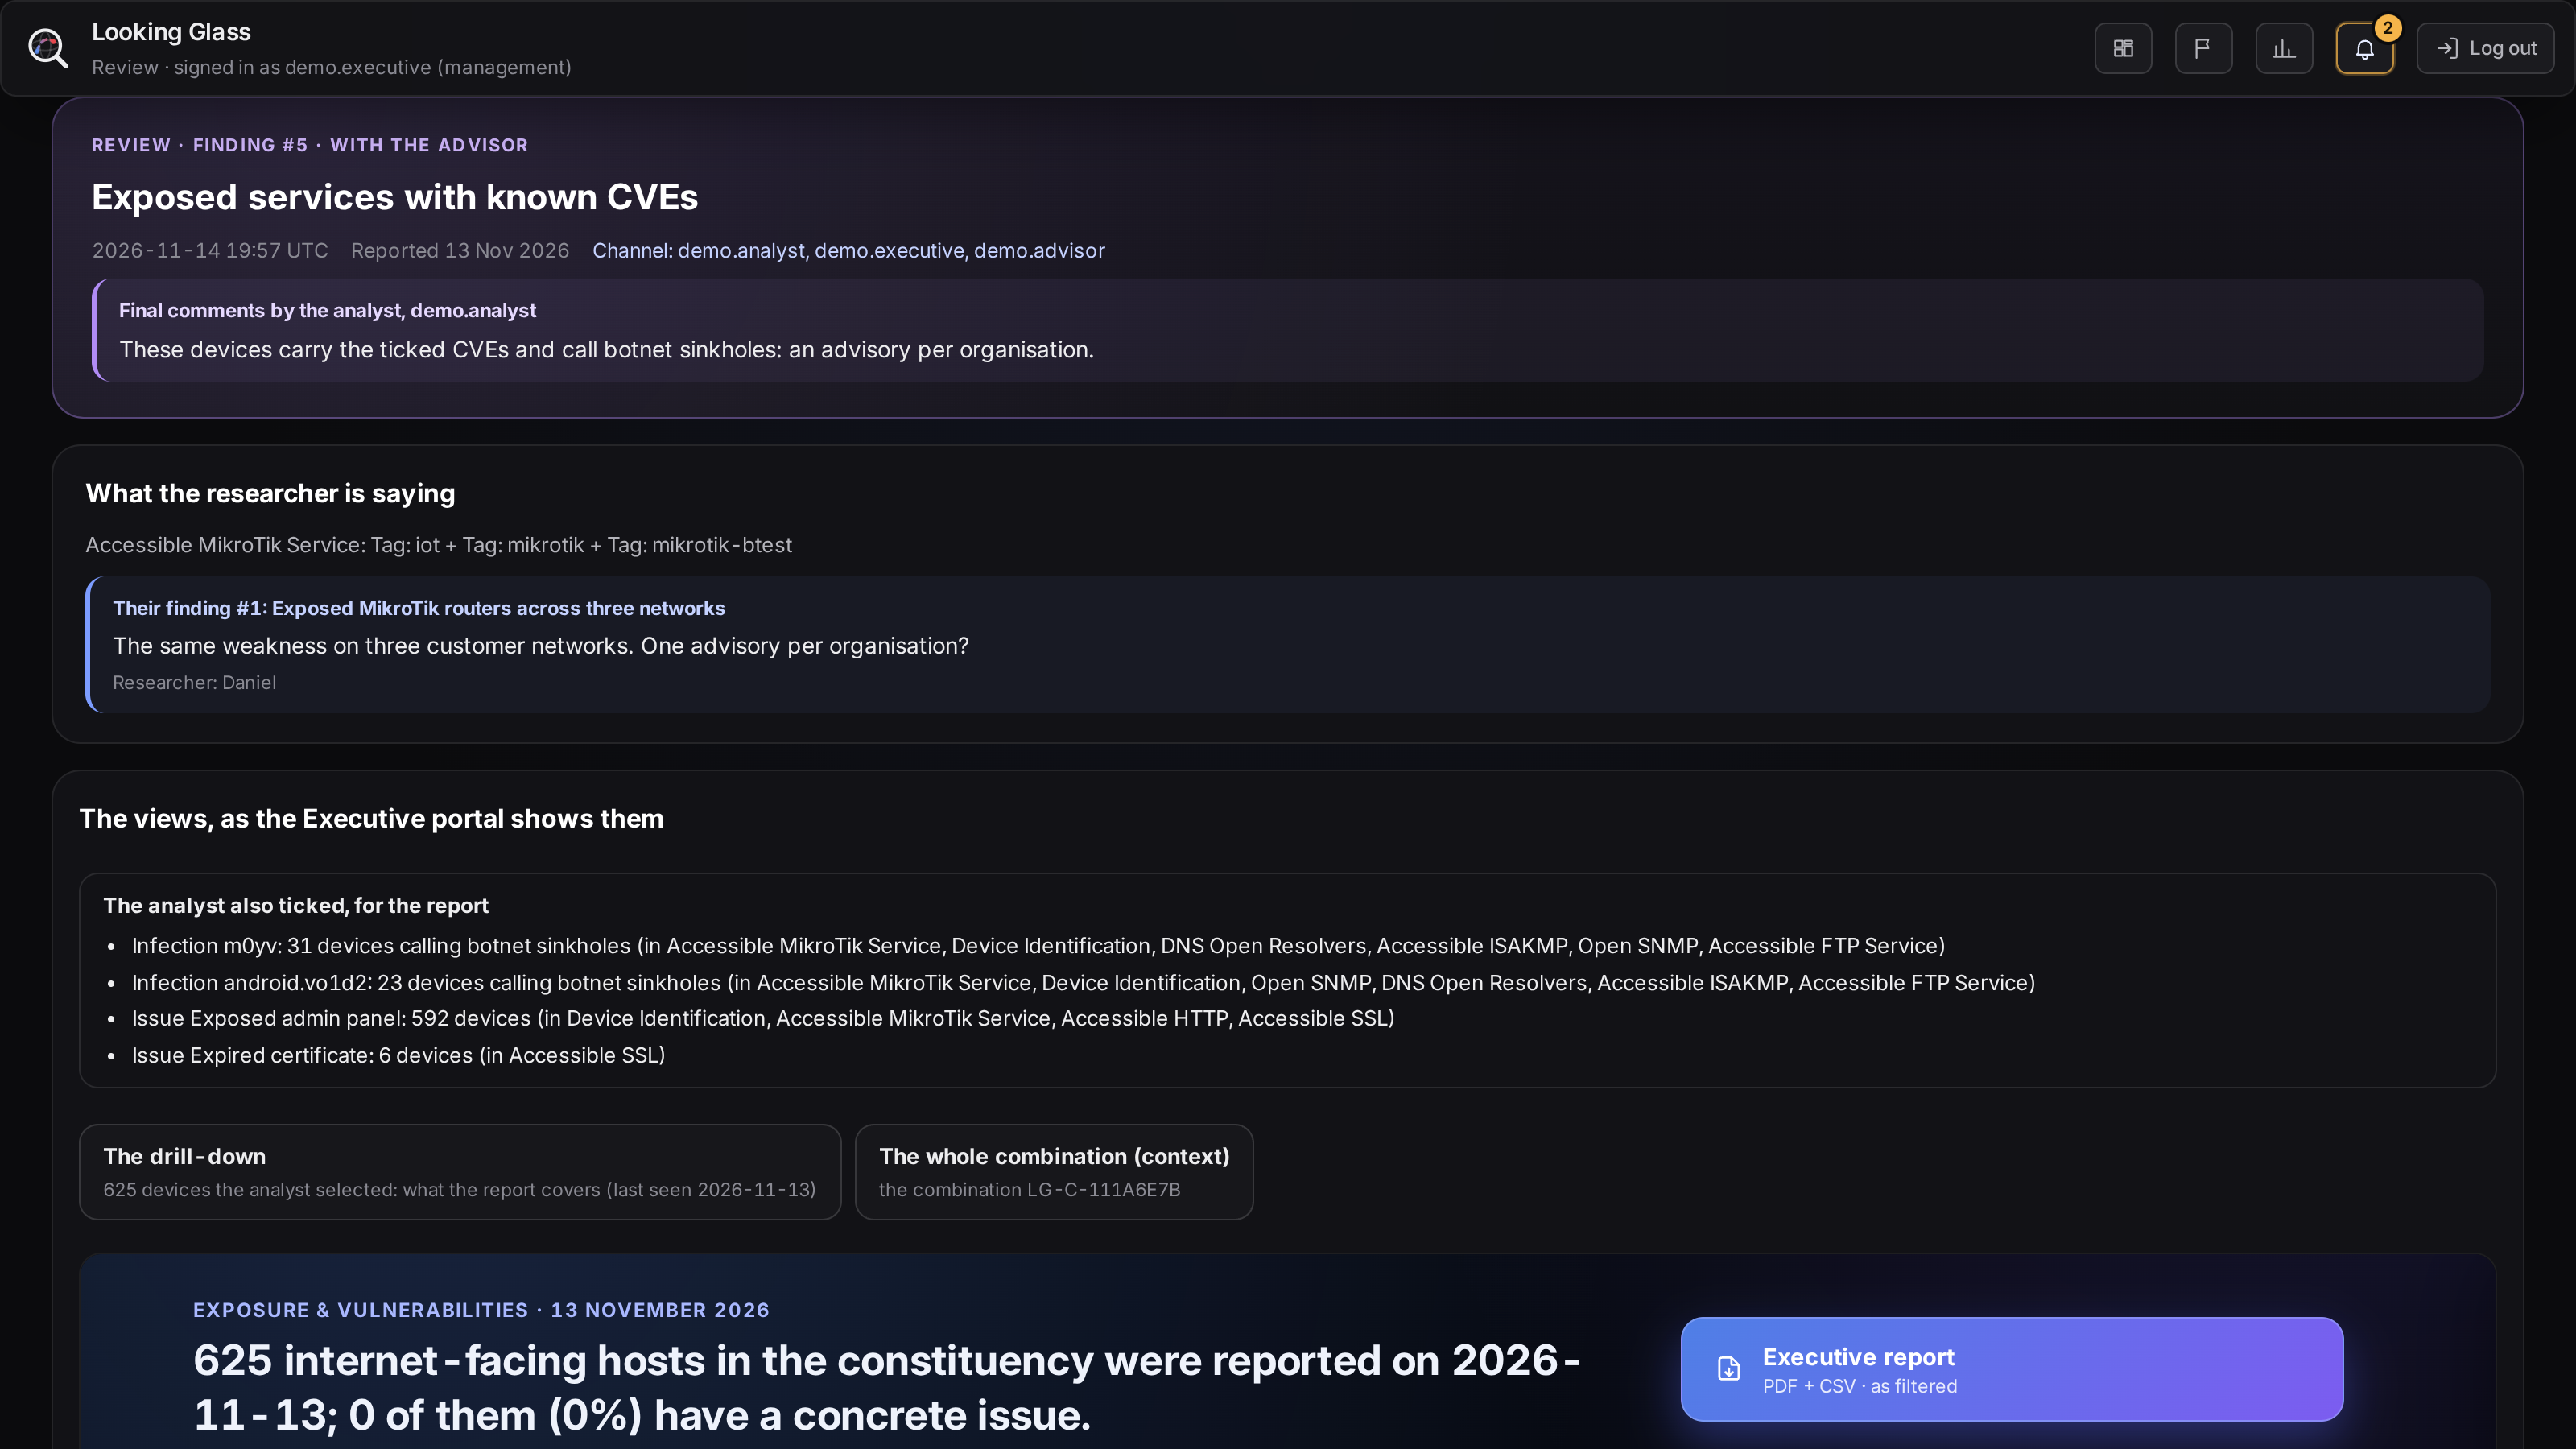 Looking Glass
Review · signed in as demo.executive (management)
2
Log out
REVIEW · FINDING #5 · WITH THE ADVISOR
Exposed services with known CVEs
2026-11-14 19:57 UTC Reported 13 Nov 2026 Channel: demo.analyst, demo.executive, demo.advisor
Final comments by the analyst, demo.analyst
These devices carry the ticked CVEs and call botnet sinkholes: an advisory per organisation.
What the researcher is saying
Accessible MikroTik Service: Tag: iot + Tag: mikrotik + Tag: mikrotik-btest
Their finding #1: Exposed MikroTik routers across three networks
The same weakness on three customer networks. One advisory per organisation?
Researcher: Daniel
The views, as the Executive portal shows them
The analyst also ticked, for the report
• Infection m0yv: 31 devices calling botnet sinkholes (in Accessible MikroTik Service, Device Identification, DNS Open Resolvers, Accessible ISAKMP, Open SNMP, Accessible FTP Service)
• Infection android.vo1d2: 23 devices calling botnet sinkholes (in Accessible MikroTik Service, Device Identification, Open SNMP, DNS Open Resolvers, Accessible ISAKMP, Accessible FTP Service)
• Issue Exposed admin panel: 592 devices (in Device Identification, Accessible MikroTik Service, Accessible HTTP, Accessible SSL)
• Issue Expired certificate: 6 devices (in Accessible SSL)
The drill-down
625 devices the analyst selected: what the report covers (last seen 2026-11-13)
The whole combination (context)
the combination LG-C-111A6E7B
EXPOSURE & VULNERABILITIES · 13 NOVEMBER 2026
625 internet-facing hosts in the constituency were reported on 2026-
11-13; 0 of them (0%) have a concrete issue.
Executive report
PDF + CSV · as filtered